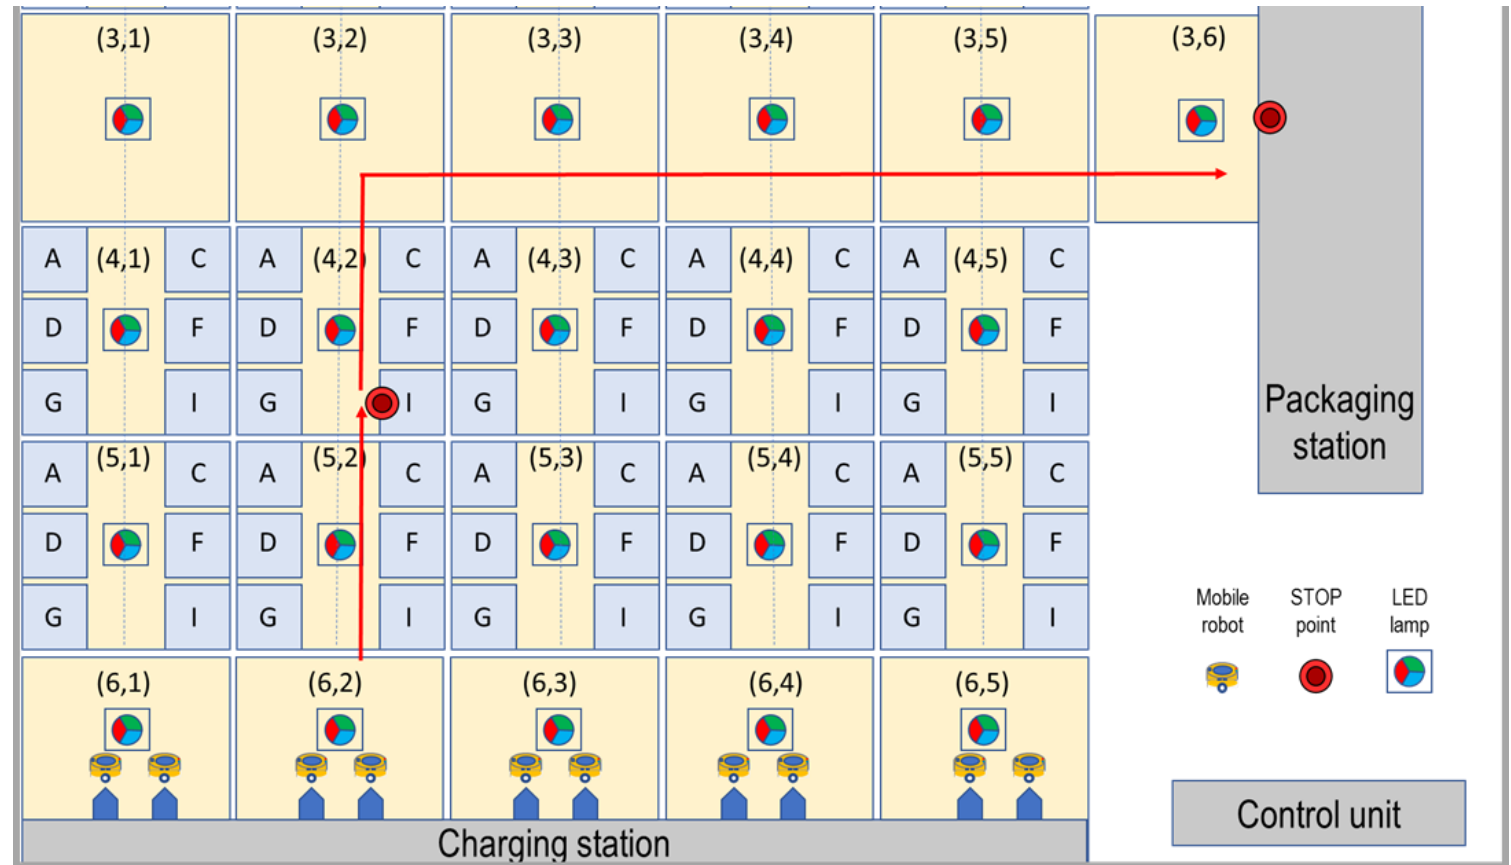 (3,1) (3,2) (3,3) (3,4) (3,5) (3,6)
A (4,1) C A (4,2) C A (4,3) C A (4,4) C A (4,5) C
D F D F D F D F D F
G I G I G I G I G I
Packaging
station
A (5,1) C A (5,2) C A (5,3) C A (5,4) C A (5,5) C
D F D F D F D F D F
G I G I G I G I G I
Mobile
robot
STOP
point
LED
lamp
(6,1) (6,2) (6,3) (6,4) (6,5)
Control unit
Charging station